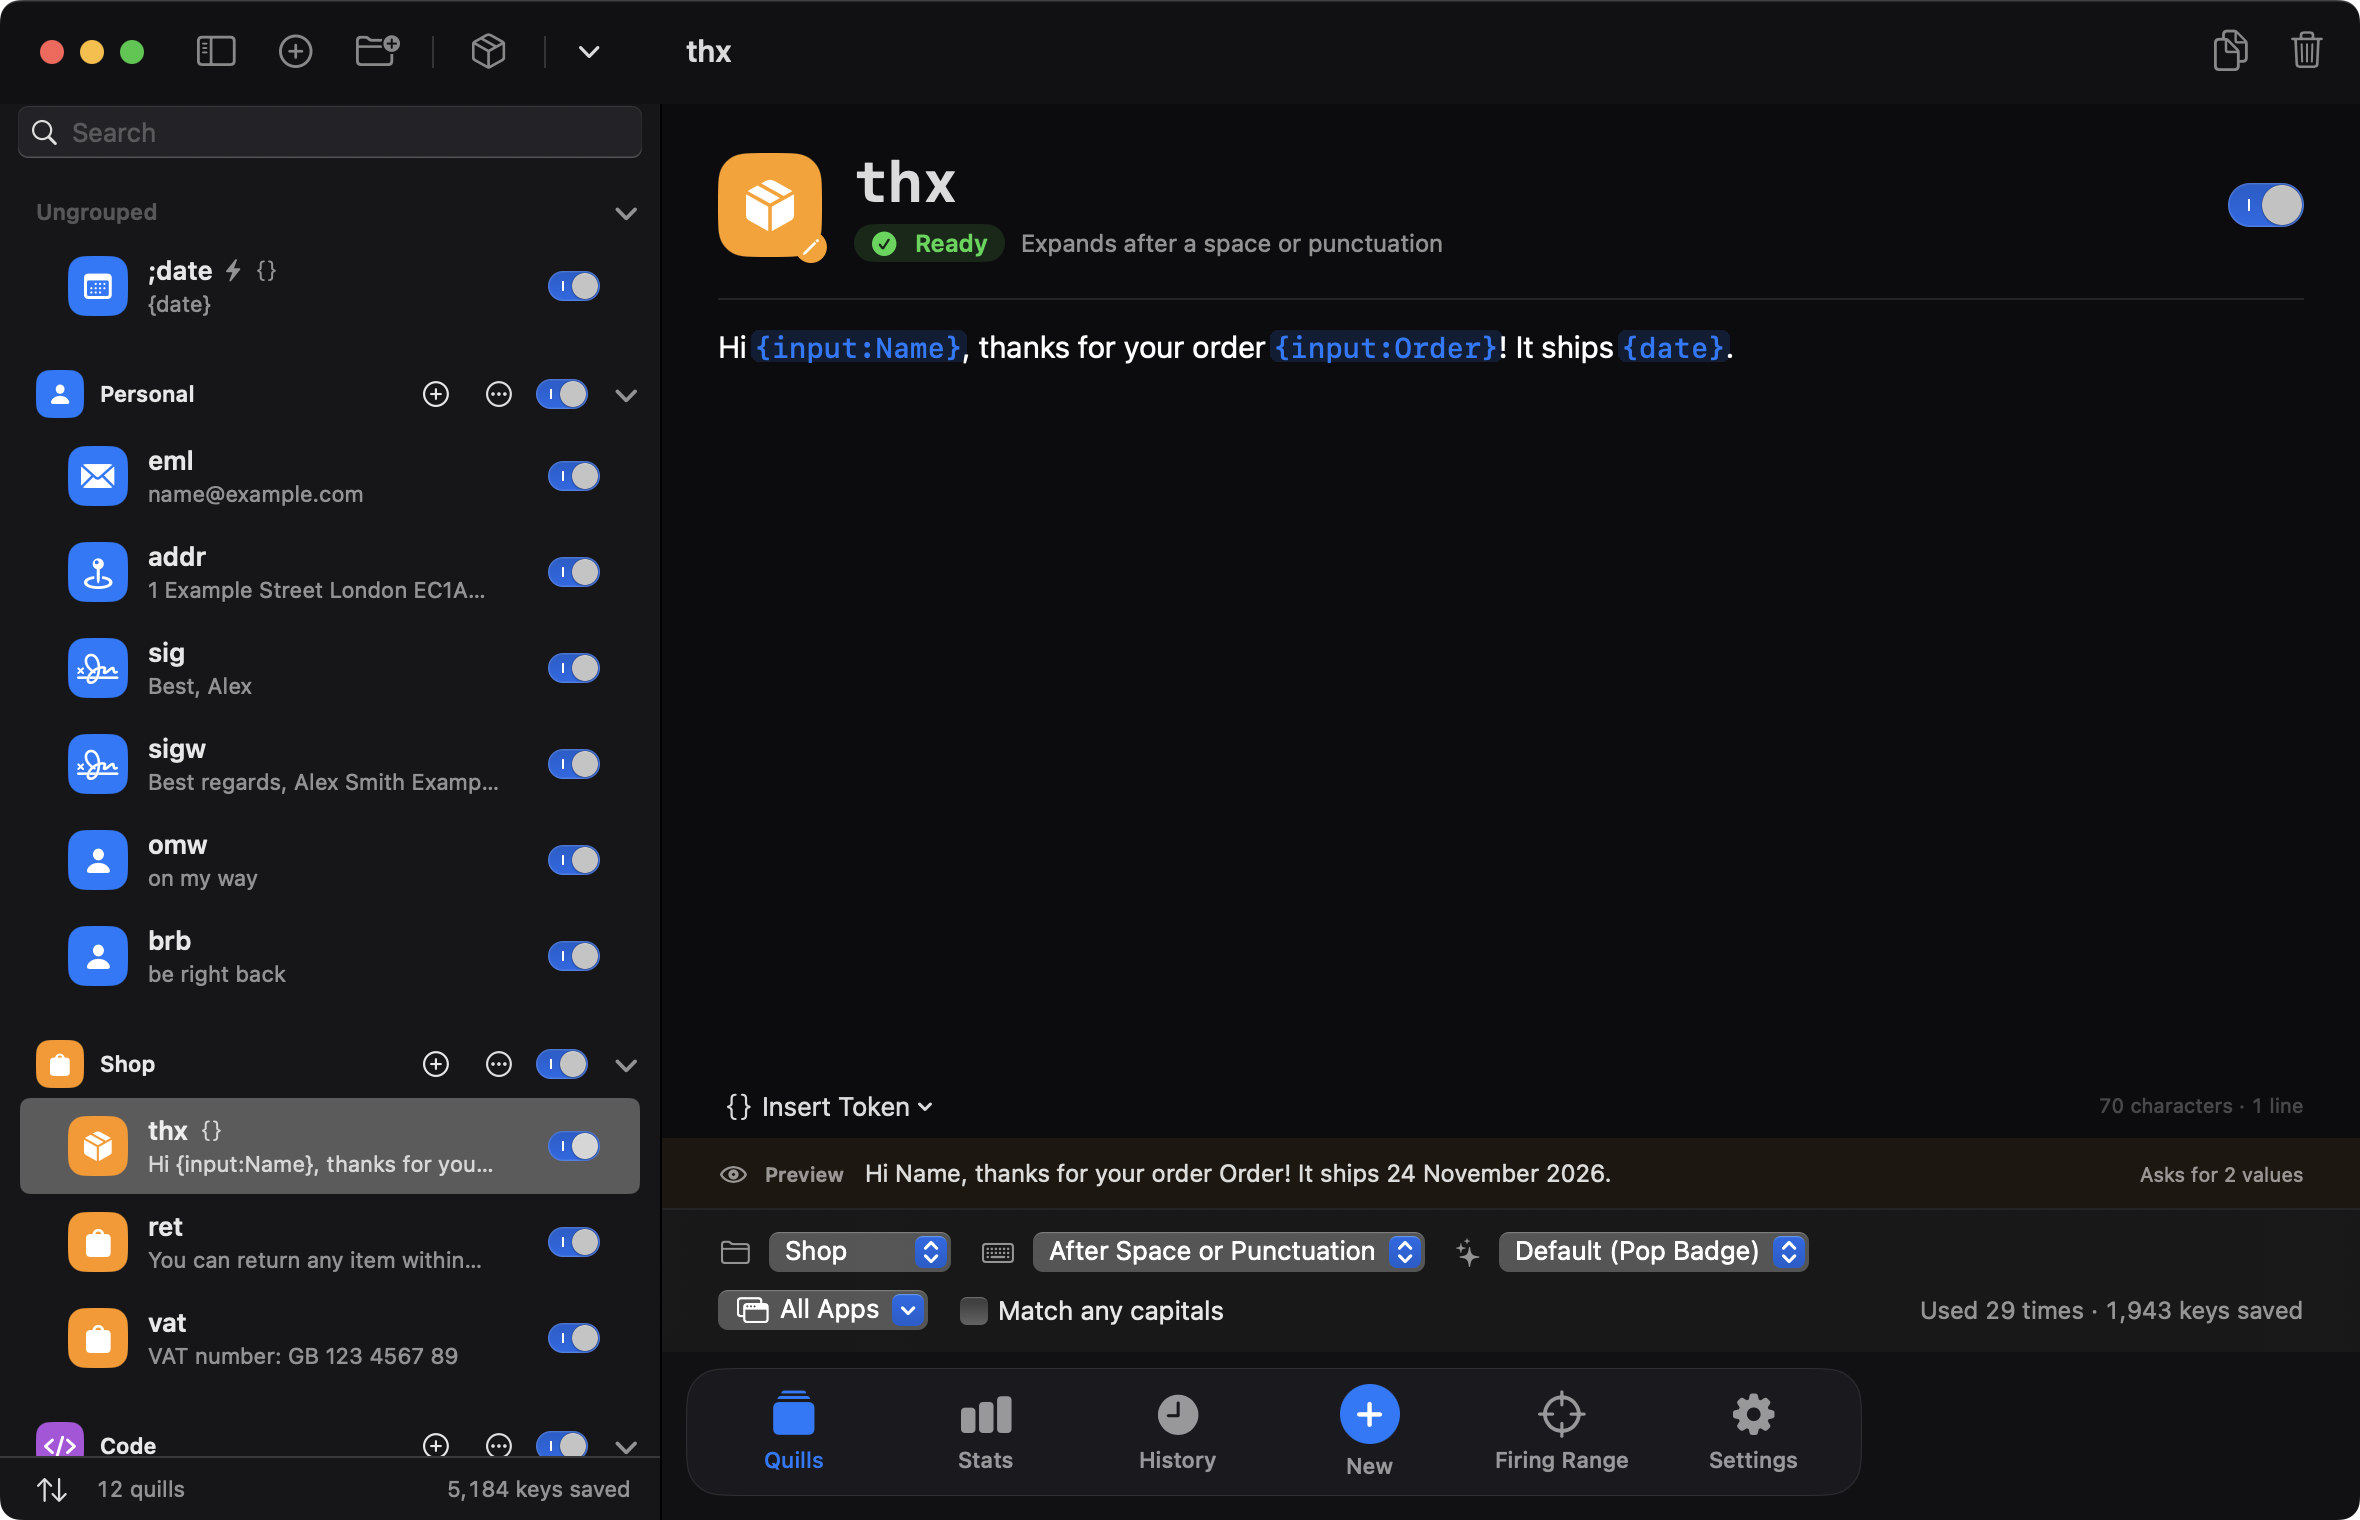 thx
Search
Ungrouped
;date {}
{date}
Personal
eml
name@example.com
addr
1 Example Street London EC1A...
sig
Best, Alex
sigw
Best regards, Alex Smith Examp...
omw
on my way
brb
be right back
Shop
thx {}
Hi {input:Name}, thanks for you...
ret
You can return any item within...
vat
VAT number: GB 123 4567 89
Code
12 quills
5,184 keys saved
thx
Ready
Expands after a space or punctuation
Hi {input:Name}, thanks for your order {input:Order}! It ships {date}.
{} Insert Token
70 characters · 1 line
Preview
Hi Name, thanks for your order Order! It ships 24 November 2026.
Asks for 2 values
Shop
After Space or Punctuation
Default (Pop Badge)
All Apps
Match any capitals
Used 29 times · 1,943 keys saved
Quills
Stats
History
New
Firing Range
Settings